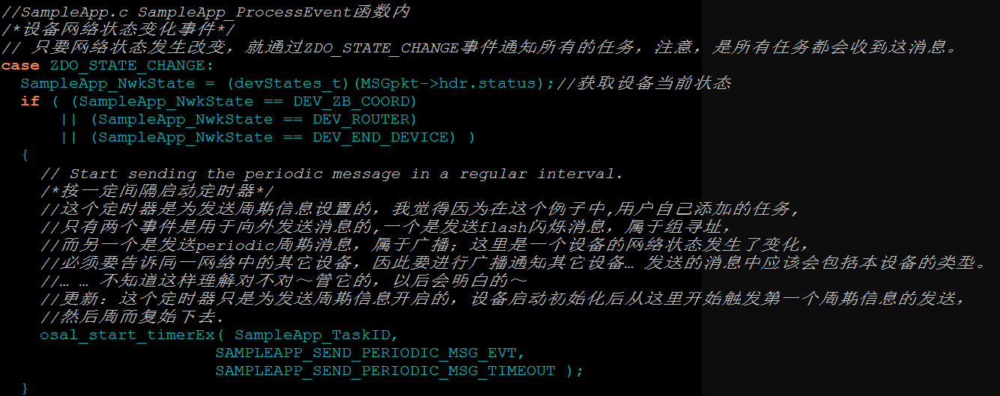 //SampleApp.c SampleApp_ProcessEvent函数内
/*设备网络状态变化事件*/
// 只要网络状态发生改变，就通过ZDO_STATE_CHANGE事件通知所有的任务，注意，是所有任务都会收到这消息。
case ZDO_STATE_CHANGE:
SampleApp_NwkState = (devStates_t)(MSGpkt->hdr.status);//获取设备当前状态
if ( (SampleApp_NwkState == DEV_ZB_COORD)
|| (SampleApp_NwkState == DEV_ROUTER)
|| (SampleApp_NwkState == DEV_END_DEVICE) )
{
// Start sending the periodic message in a regular interval.
/*按一定间隔启动定时器*/
//这个定时器是为发送周期信息设置的，我觉得因为在这个例子中,用户自己添加的任务,
//只有两个事件是用于向外发送消息的,一个是发送flash闪烁消息，属于组寻址，
//而另一个是发送periodic周期消息，属于广播；这里是一个设备的网络状态发生了变化，
//必须要告诉同一网络中的其它设备，因此要进行广播通知其它设备… 发送的消息中应该会包括本设备的类型。
//… … 不知道这样理解对不对～管它的，以后会明白的～
//更新：这个定时器只是为发送周期信息开启的，设备启动初始化后从这里开始触发第一个周期信息的发送，
//然后周而复始下去.
osal_start_timerEx( SampleApp_TaskID,
SAMPLEAPP_SEND_PERIODIC_MSG_EVT,
SAMPLEAPP_SEND_PERIODIC_MSG_TIMEOUT );
}